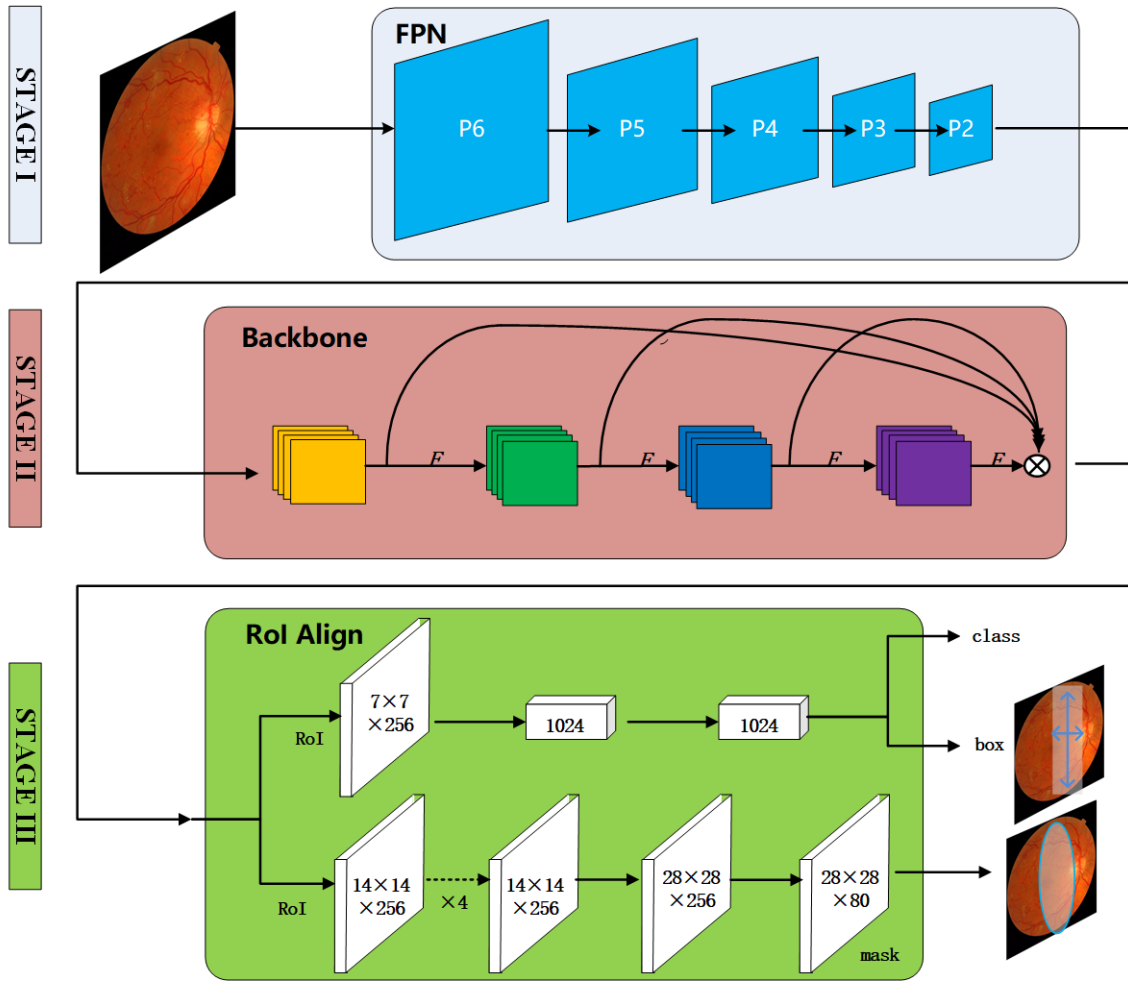 STAGE I
FPN
P6
P5
P4
P3
P2
STAGE II
Backbone
F
F
F
F
STAGE III
RoI Align
RoI
7×7
×256
1024
1024
class
box
RoI
14×14
×256
×4
14×14
×256
28×28
×256
28×28
×80
mask